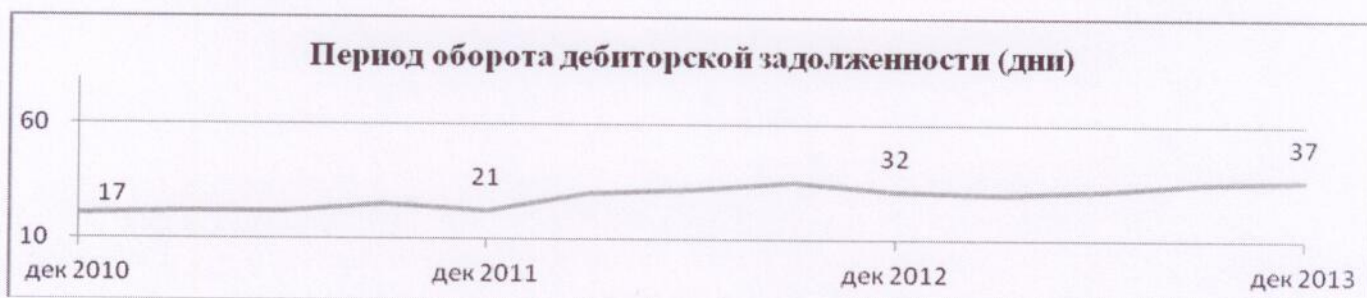 Период оборота дебиторской задолженности (дни)
60
17
21
32
37
10
дек 2010
дек 2011
дек 2012
дек 2013